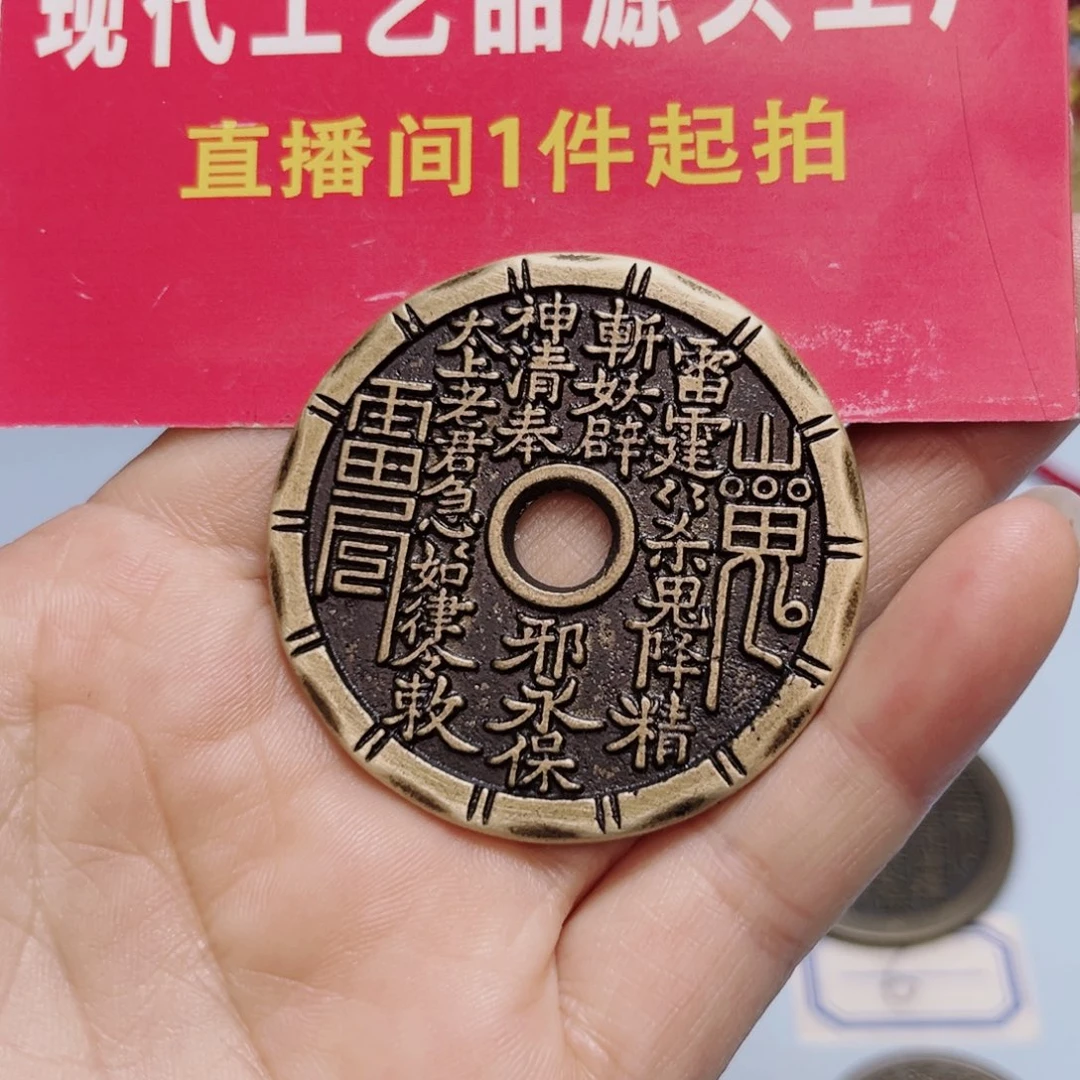 现代工艺品源头工厂
直播间1件起拍
雷霆霆殺鬼降精
斬妖辟邪永保
神清奉
太上老君急急如律令敕